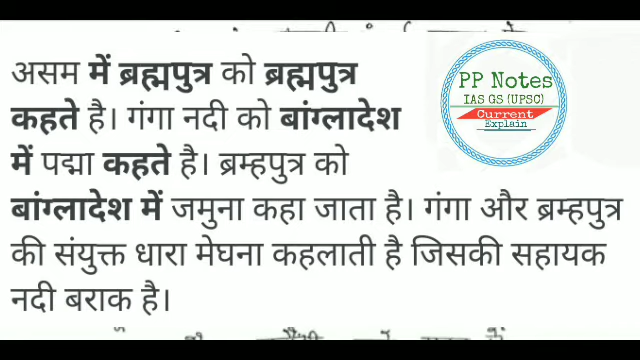 असम में ब्रह्मपुत्र को ब्रह्मपुत्र
कहते है। गंगा नदी को बांग्लादेश
में पद्मा कहते है। ब्रम्हपुत्र को
बांग्लादेश में जमुना कहा जाता है। गंगा और ब्रम्हपुत्र
की संयुक्त धारा मेघना कहलाती है जिसकी सहायक
नदी बराक है।
PP Notes
IAS GS (UPSC)
Current
Explain